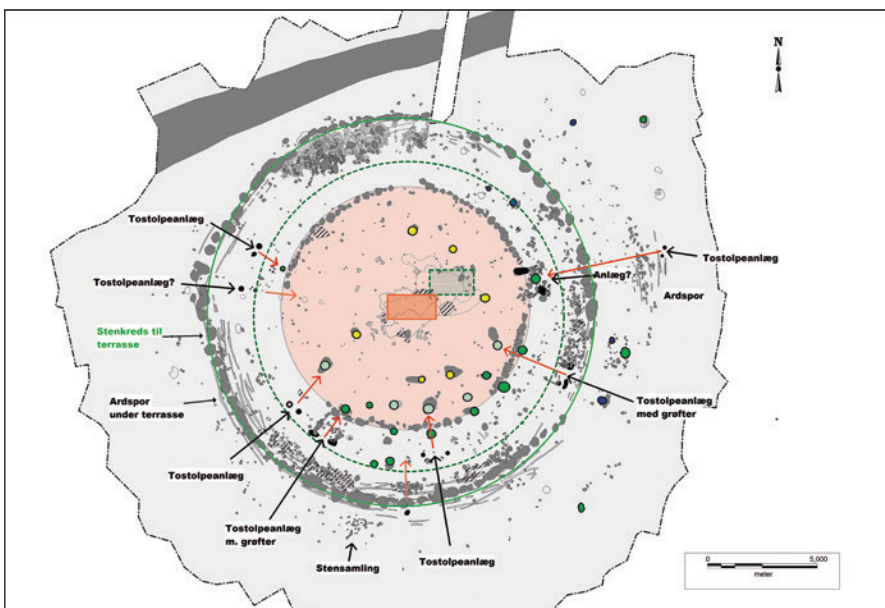 N
Tostolpeanlæg
Tostolpeanlæg
Anlæg?
Tostolpeanlæg?
Ardspor
Stenkreds til
terrasse
Ardspor
under terrasse
Tostolpeanlæg
med grøfter
Tostolpeanlæg
Tostolpeanlæg
m. grøfter
Tostolpeanlæg
Stensamling
0
5,000
meter